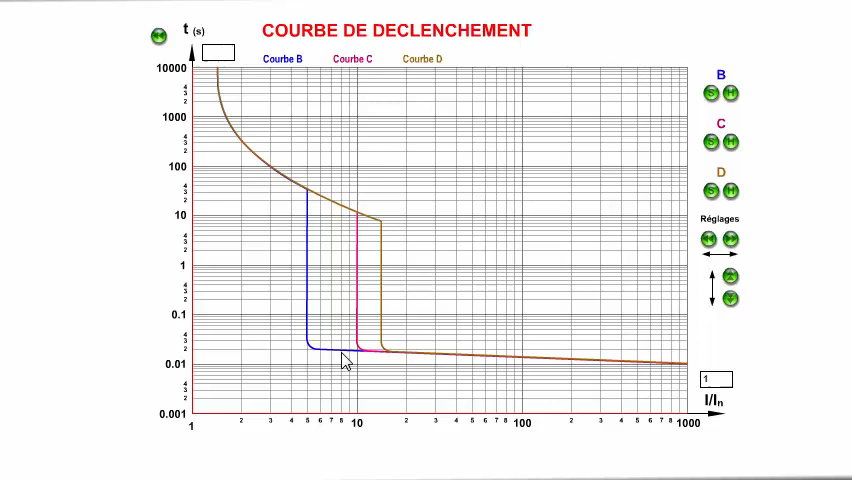 t (s)
COURBE DE DECLENCHEMENT
Courbe B Courbe C Courbe D
10000
4
3
2
1000
4
3
2
100
4
3
2
10
4
3
2
1
4
3
2
0.1
4
3
2
0.01
4
3
2
0.001
1 2 3 4 5 6 7 8 10 2 3 4 5 6 7 8 100 2 3 4 5 6 7 8 1000
B
S H
C
S H
D
S H
Réglages
1
I/In